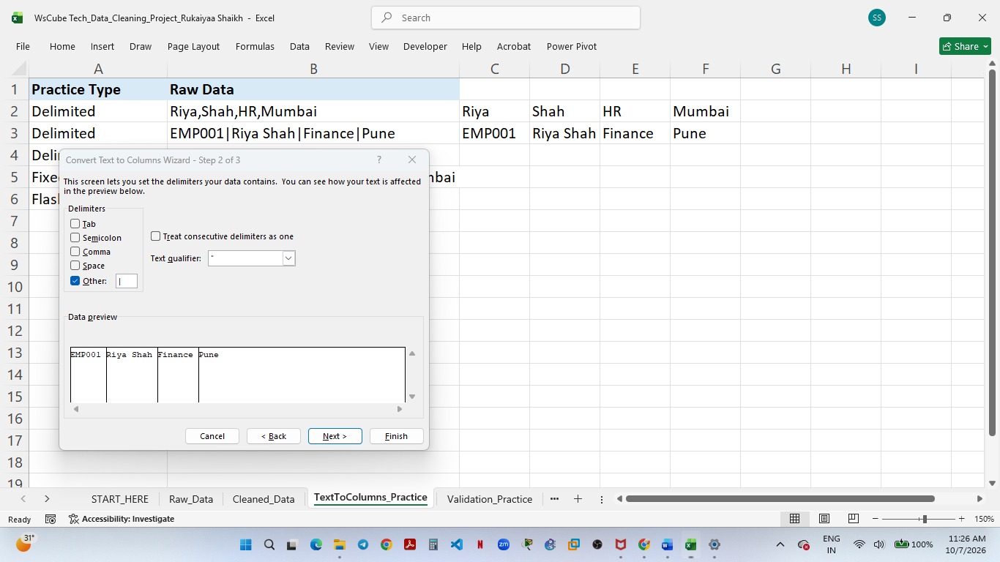 WsCube Tech_Data_Cleaning_Project_Rukaiyaa Shaikh - Excel
Search
SS
File Home Insert Draw Page Layout Formulas Data Review View Developer Help Acrobat Power Pivot
Share
A B C D E F G H I
1 Practice Type Raw Data
2 Delimited Riya,Shah,HR,Mumbai Riya Shah HR Mumbai
3 Delimited EMP001|Riya Shah|Finance|Pune EMP001 Riya Shah Finance Pune
4 Deli
5 Fixe bai
6 Flas
7
8
9
10
11
12
13
14
15
16
17
18
19
Convert Text to Columns Wizard - Step 2 of 3 ?
This screen lets you set the delimiters your data contains. You can see how your text is affected
in the preview below.
Delimiters
Tab
Semicolon
Comma
Space
Other: |
Treat consecutive delimiters as one
Text qualifier: "
Data preview
EMP001 Riya Shah Finance Pune
Cancel < Back Next > Finish
START_HERE Raw_Data Cleaned_Data TextToColumns_Practice Validation_Practice
Ready Accessibility: Investigate 150%
31°
ENG
IN
100%
11:26 AM
10/7/2026